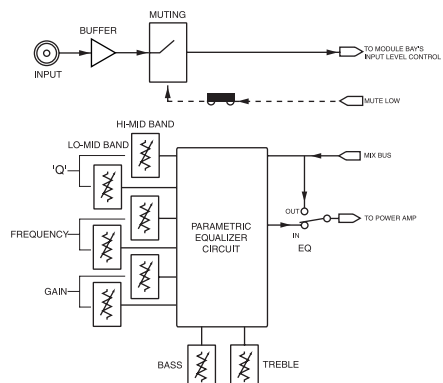 MUTING
BUFFER
INPUT
TO MODULE BAY'S
INPUT LEVEL CONTROL
MUTE LOW
HI-MID BAND
LO-MID BAND
'Q'
FREQUENCY
GAIN
PARAMETRIC
EQUALIZER
CIRCUIT
MIX BUS
OUT
TO POWER AMP
IN
EQ
BASS
TREBLE